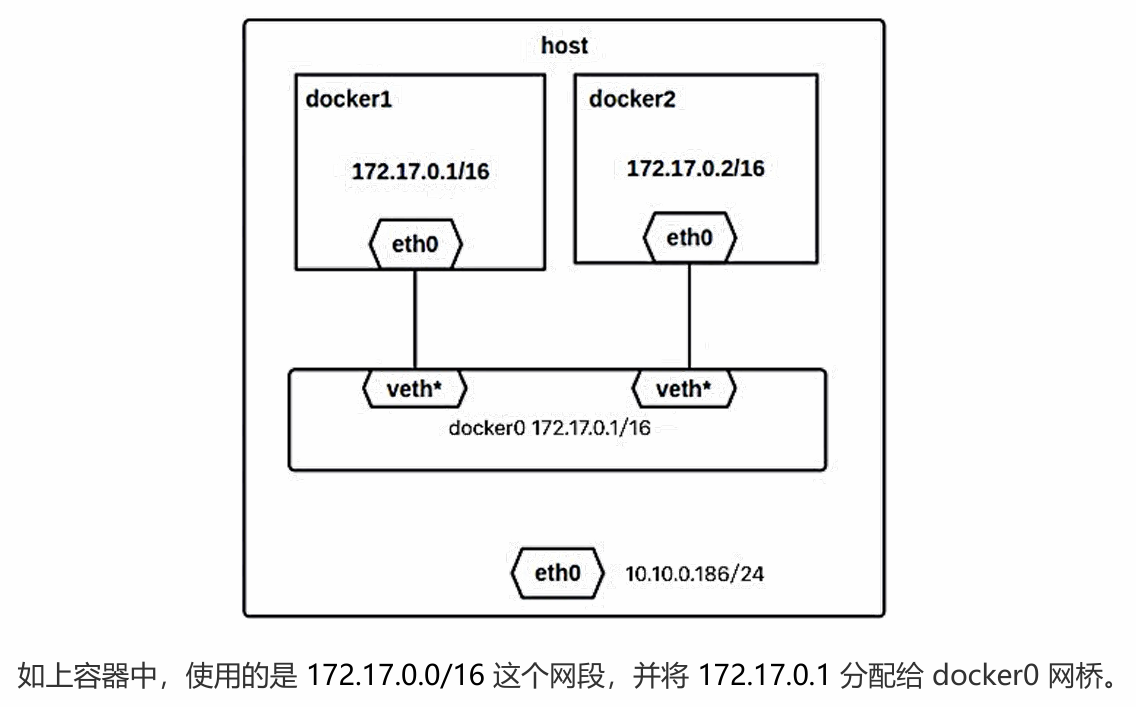 host
docker1
docker2
172.17.0.1/16
172.17.0.2/16
eth0
eth0
veth*
veth*
docker0 172.17.0.1/16
eth0
10.10.0.186/24
如上容器中，使用的是 172.17.0.0/16 这个网段，并将 172.17.0.1 分配给 docker0 网桥。